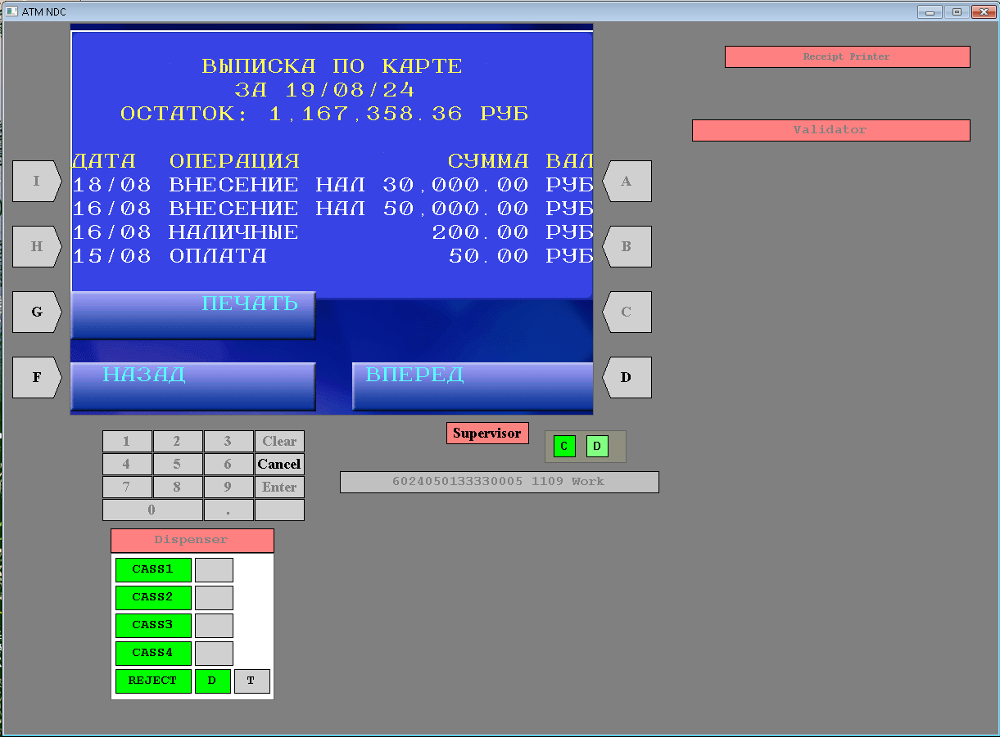 ATM NDC
ВЫПИСКА ПО КАРТЕ
ЗА 19/08/24
ОСТАТОК: 1,167,358.36 РУБ
ДАТА ОПЕРАЦИЯ СУММА ВАЛ
18/08 ВНЕСЕНИЕ НАЛ 30,000.00 РУБ
16/08 ВНЕСЕНИЕ НАЛ 50,000.00 РУБ
16/08 НАЛИЧНЫЕ 200.00 РУБ
15/08 ОПЛАТА 50.00 РУБ
ПЕЧАТЬ
НАЗАД ВПЕРЕД
I
H
G
F
A
B
C
D
Receipt Printer
Validator
1 2 3 Clear
4 5 6 Cancel
7 8 9 Enter
0 .
Supervisor
C D
6024050133330005 1109 Work
Dispenser
CASS1
CASS2
CASS3
CASS4
REJECT D T